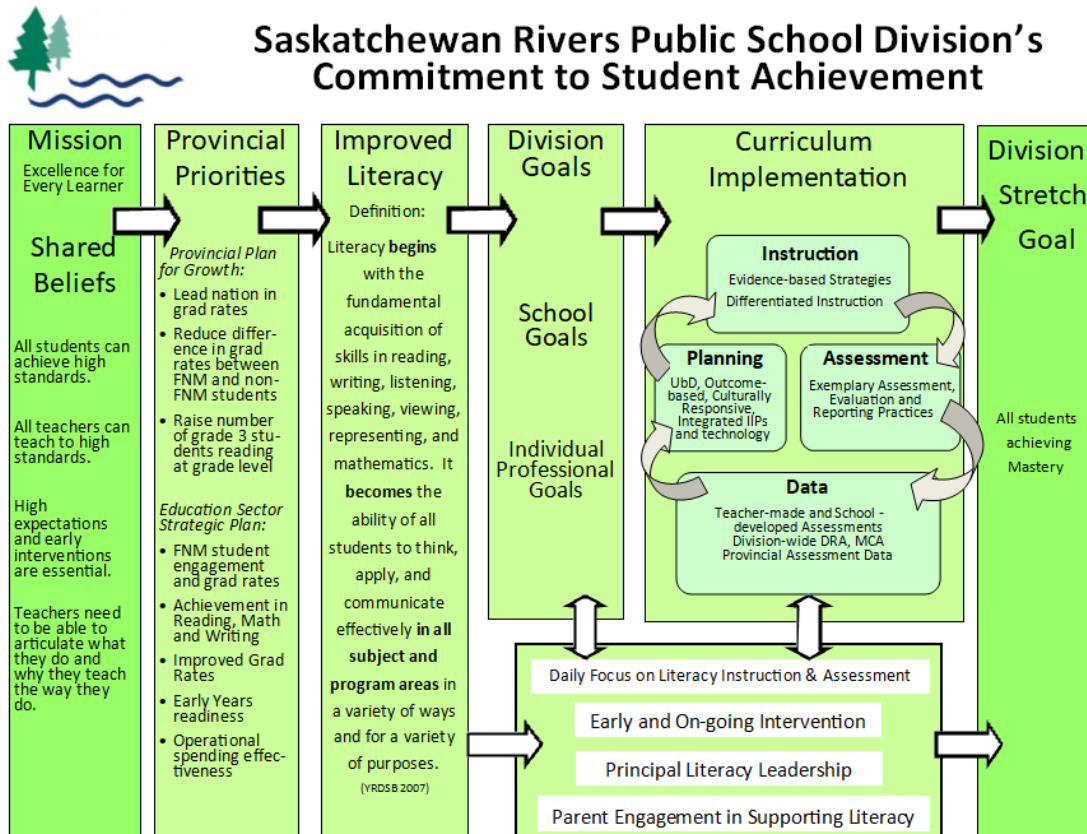 Saskatchewan Rivers Public School Division's
Commitment to Student Achievement
Mission
Excellence for
Every Learner
Shared
Beliefs
All students can
achieve high
standards.
All teachers can
teach to high
standards.
High
expectations
and early
interventions
are essential.
Teachers need
to be able to
articulate what
they do and
why they teach
the way they
do.
Provincial
Priorities
Provincial Plan
for Growth:
• Lead nation in
grad rates
• Reduce differ-
ence in grad
rates between
FNM and non-
FNM students
• Raise number
of grade 3 stu-
dents reading
at grade level
Education Sector
Strategic Plan:
• FNM student
engagement
and grad rates
• Achievement in
Reading, Math
and Writing
• Improved Grad
Rates
• Early Years
readiness
• Operational
spending effec-
tiveness
Improved
Literacy
Definition:
Literacy begins
with the
fundamental
acquisition of
skills in reading,
writing, listening,
speaking, viewing,
representing, and
mathematics. It
becomes the
ability of all
students to think,
apply, and
communicate
effectively in all
subject and
program areas in
a variety of ways
and for a variety
of purposes.
(YRDSB 2007)
Division
Goals
School
Goals
Individual
Professional
Goals
Curriculum
Implementation
Instruction
Evidence-based Strategies
Differentiated Instruction
Planning
UbD, Outcome-
based, Culturally
Responsive,
Integrated IIPs
and technology
Assessment
Exemplary Assessment,
Evaluation and
Reporting Practices
Data
Teacher-made and School -
developed Assessments
Division-wide DRA, MCA
Provincial Assessment Data
Daily Focus on Literacy Instruction & Assessment
Early and On-going Intervention
Principal Literacy Leadership
Parent Engagement in Supporting Literacy
Division
Stretch
Goal
All students
achieving
Mastery